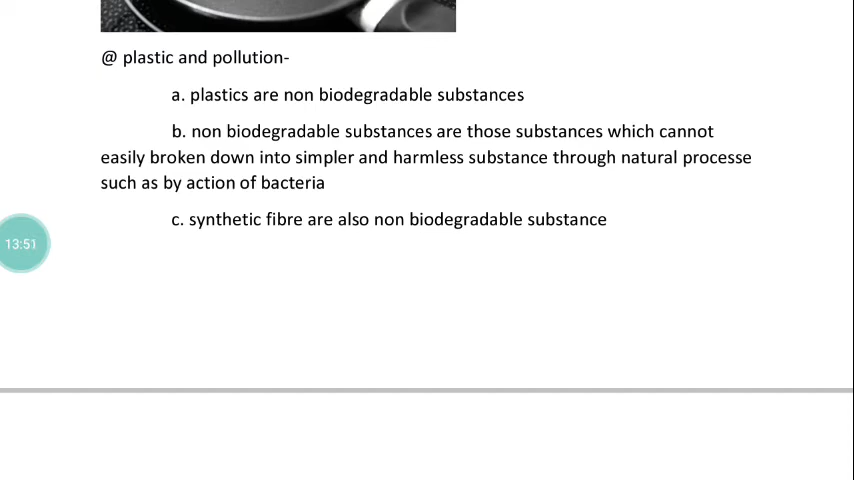 @ plastic and pollution-
a. plastics are non biodegradable substances
b. non biodegradable substances are those substances which cannot
easily broken down into simpler and harmless substance through natural processe
such as by action of bacteria
c. synthetic fibre are also non biodegradable substance
13:51